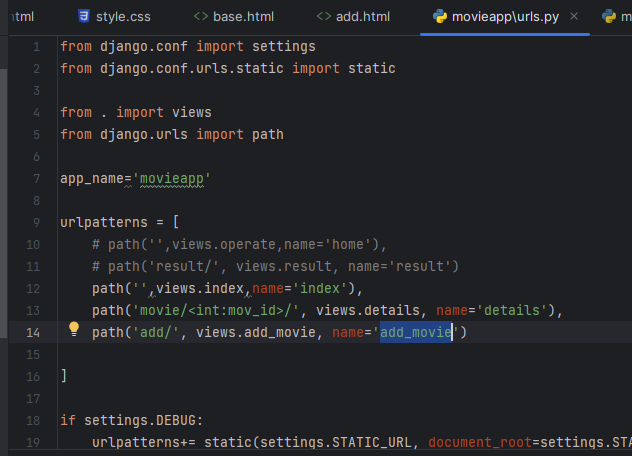 html style.css base.html add.html movieapp\urls.py
1 from django.conf import settings
2 from django.conf.urls.static import static
3
4 from . import views
5 from django.urls import path
6
7 app_name='movieapp'
8
9 urlpatterns = [
10 # path('',views.operate,name='home'),
11 # path('result/', views.result, name='result')
12 path('',views.index,name='index'),
13 path('movie/<int:mov_id>/', views.details, name='details'),
14 path('add/', views.add_movie, name='add_movie')
15
16 ]
17
18 if settings.DEBUG:
19 urlpatterns+= static(settings.STATIC_URL, document_root=settings.STA